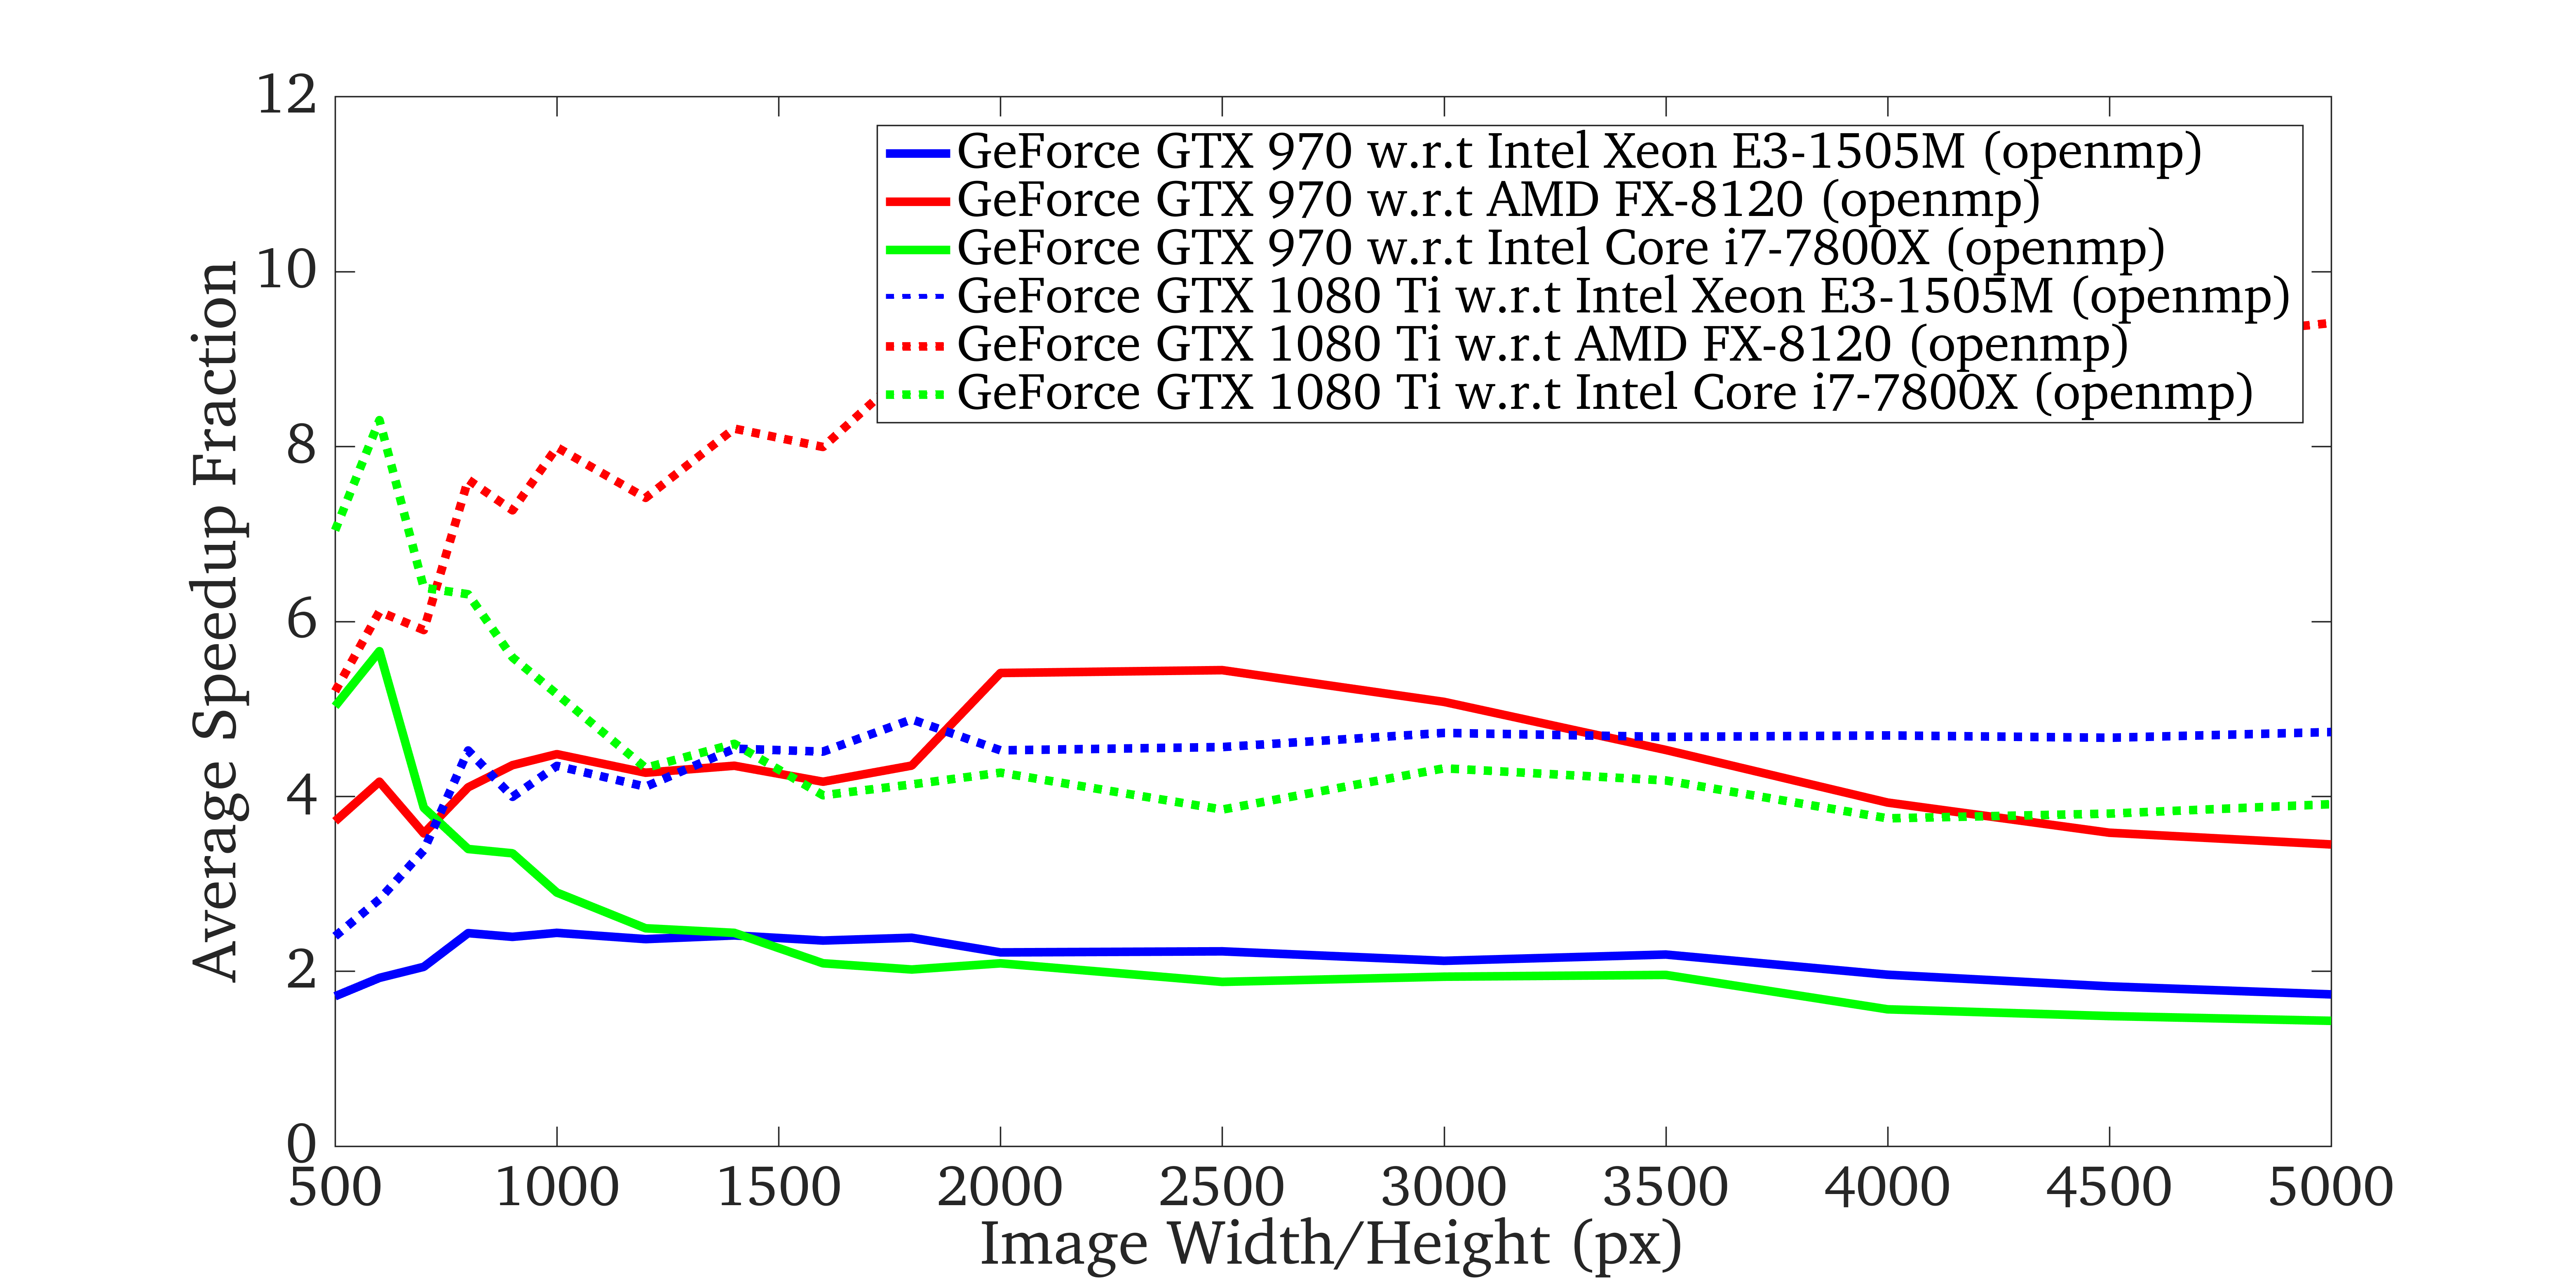 12
10
8
6
4
2
0
Average Speedup Fraction
GeForce GTX 970 w.r.t Intel Xeon E3-1505M (openmp)
GeForce GTX 970 w.r.t AMD FX-8120 (openmp)
GeForce GTX 970 w.r.t Intel Core i7-7800X (openmp)
GeForce GTX 1080 Ti w.r.t Intel Xeon E3-1505M (openmp)
GeForce GTX 1080 Ti w.r.t AMD FX-8120 (openmp)
GeForce GTX 1080 Ti w.r.t Intel Core i7-7800X (openmp)
500 1000 1500 2000 2500 3000 3500 4000 4500 5000
Image Width/Height (px)